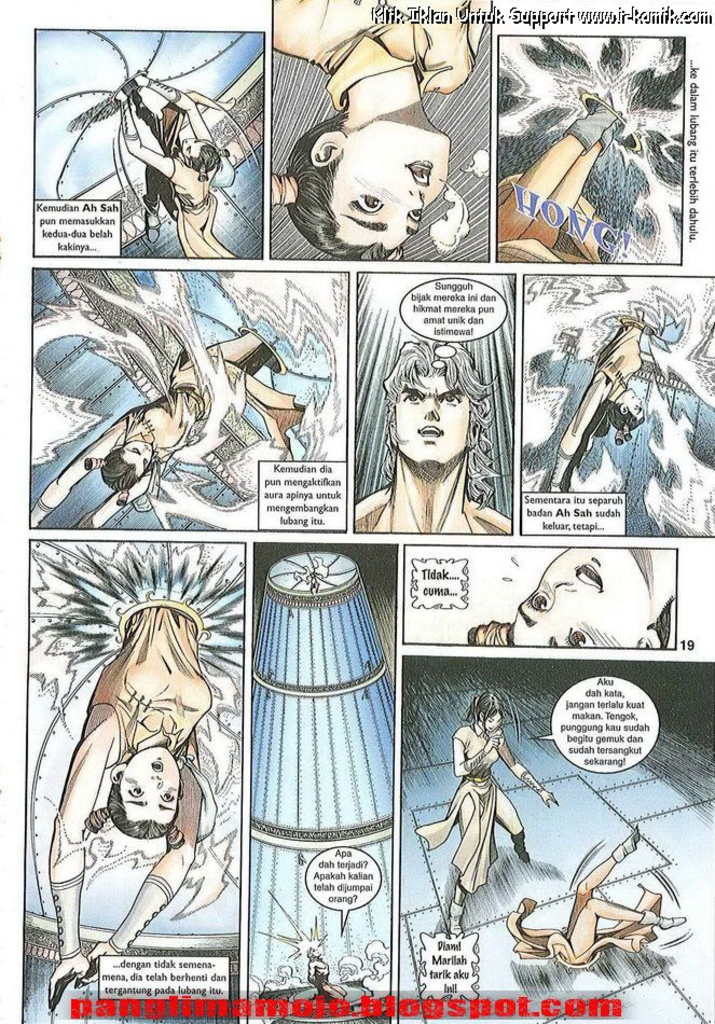 Klik Iklan Untuk Support www.i-komik.com
Kemudian Ah Sah
pun memasukkan
kedua-dua belah
kakinya...
...ke dalam lubang itu terlebih dahulu.
HONG!
Kemudian dia
pun mengaktifkan
aura apinya untuk
mengembangkan
lubang itu.
Sungguh
bijak mereka ini dan
hikmat mereka pun
amat unik dan
istimewa!
Sementara itu separuh
badan Ah Sah sudah
keluar, tetapi...
...dengan tidak semena-
mena, dia telah berhenti dan
tergantung pada lubang itu.
Apa
dah terjadi?
Apakah kalian
telah dijumpai
orang?
Tidak....
cuma...
19
Aku
dah kata,
jangan terlalu kuat
makan. Tengok,
punggung kau sudah
begitu gemuk dan
sudah tersangkut
sekarang!
Diam!
Marilah
tarik aku
ini!
panglimamojo.blogspot.com